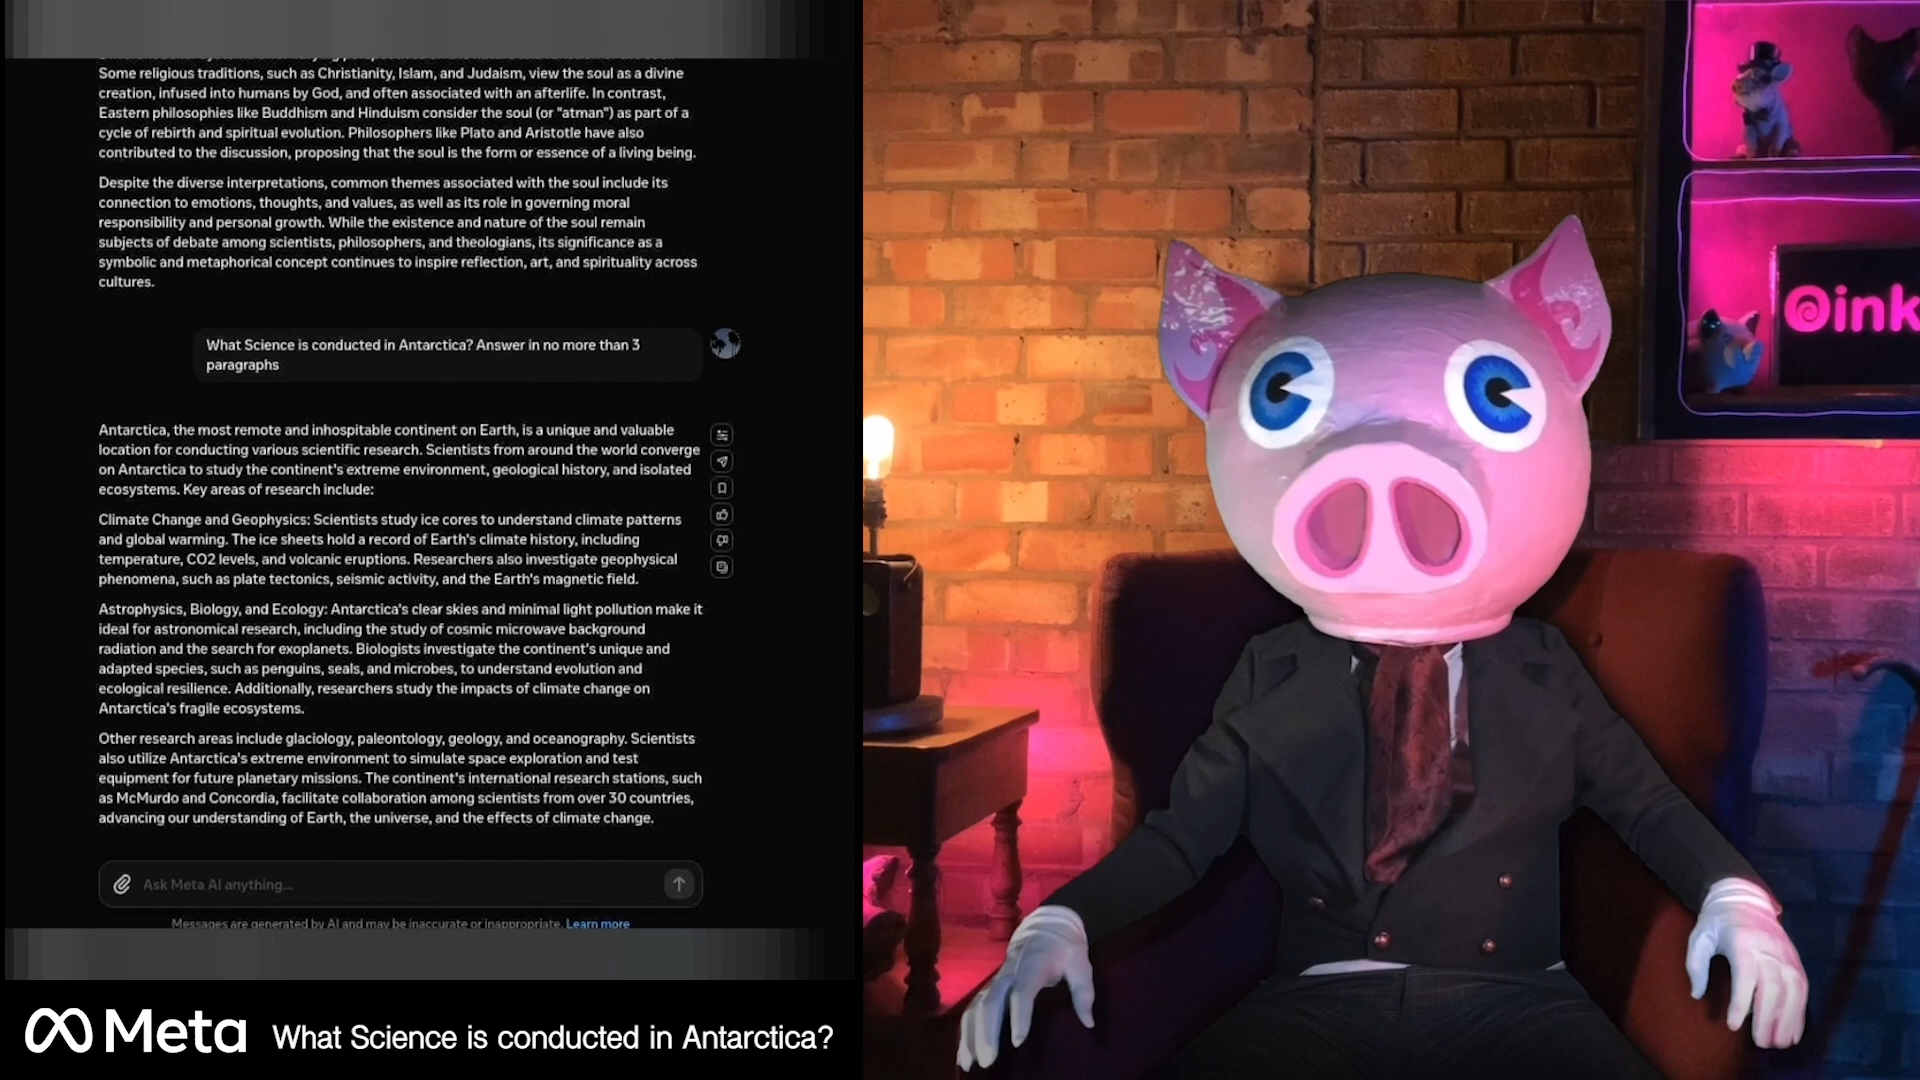 Some religious traditions, such as Christianity, Islam, and Judaism, view the soul as a divine
creation, infused into humans by God, and often associated with an afterlife. In contrast,
Eastern philosophies like Buddhism and Hinduism consider the soul (or "atman") as part of a
cycle of rebirth and spiritual evolution. Philosophers like Plato and Aristotle have also
contributed to the discussion, proposing that the soul is the form or essence of a living being.
Despite the diverse interpretations, common themes associated with the soul include its
connection to emotions, thoughts, and values, as well as its role in governing moral
responsibility and personal growth. While the existence and nature of the soul remain
subjects of debate among scientists, philosophers, and theologians, its significance as a
symbolic and metaphorical concept continues to inspire reflection, art, and spirituality across
cultures.
What Science is conducted in Antarctica? Answer in no more than 3
paragraphs
Antarctica, the most remote and inhospitable continent on Earth, is a unique and valuable
location for conducting various scientific research. Scientists from around the world converge
on Antarctica to study the continent's extreme environment, geological history, and isolated
ecosystems. Key areas of research include:
Climate Change and Geophysics: Scientists study ice cores to understand climate patterns
and global warming. The ice sheets hold a record of Earth's climate history, including
temperature, CO2 levels, and volcanic eruptions. Researchers also investigate geophysical
phenomena, such as plate tectonics, seismic activity, and the Earth's magnetic field.
Astrophysics, Biology, and Ecology: Antarctica's clear skies and minimal light pollution make it
ideal for astronomical research, including the study of cosmic microwave background
radiation and the search for exoplanets. Biologists investigate the continent's unique and
adapted species, such as penguins, seals, and microbes, to understand evolution and
ecological resilience. Additionally, researchers study the impacts of climate change on
Antarctica's fragile ecosystems.
Other research areas include glaciology, paleontology, geology, and oceanography. Scientists
also utilize Antarctica's extreme environment to simulate space exploration and test
equipment for future planetary missions. The continent's international research stations, such
as McMurdo and Concordia, facilitate collaboration among scientists from over 30 countries,
advancing our understanding of Earth, the universe, and the effects of climate change.
Ask Meta AI anything...
Messages are generated by AI and may be inaccurate or inappropriate. Learn more
Meta What Science is conducted in Antarctica?
Oink